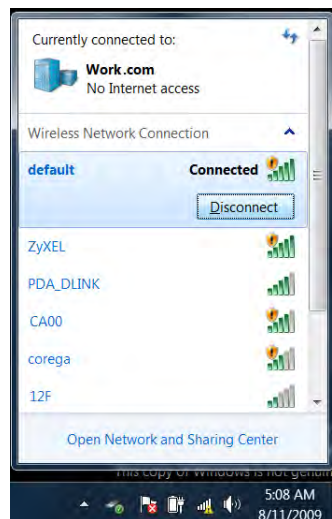 Currently connected to:
Work.com
No Internet access
Wireless Network Connection
default Connected
Disconnect
ZyXEL
PDA_DLINK
CA00
corega
12F
Open Network and Sharing Center
This copy of Windows is not genuin
5:08 AM
8/11/2009